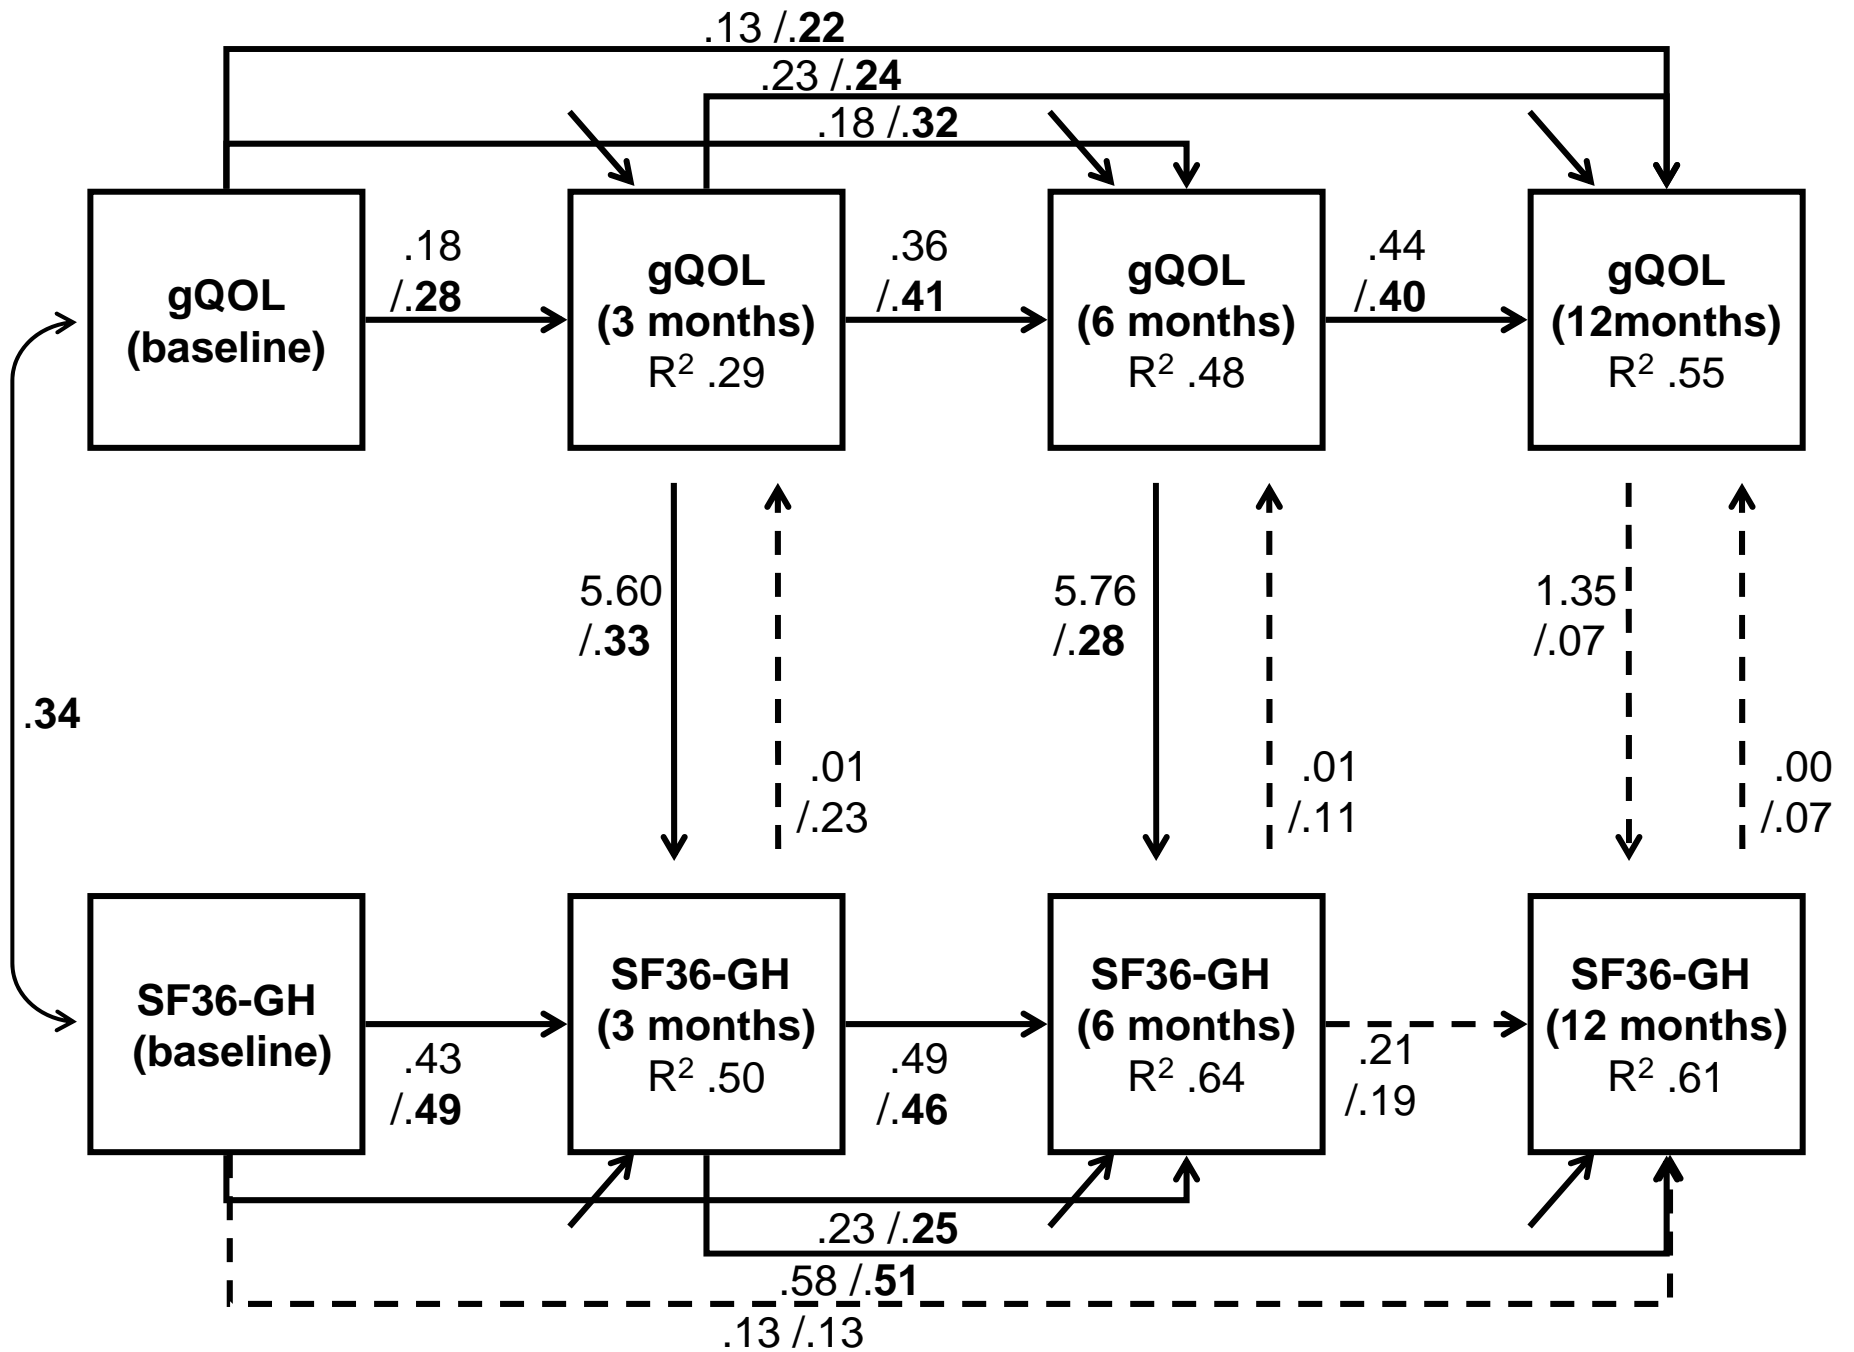 .13 /.22
.23 /.24
.18 /.32
gQOL
(baseline)
.18
/.28
gQOL
(3 months)
R² .29
.36
/.41
gQOL
(6 months)
R² .48
.44
/.40
gQOL
(12months)
R² .55
.34
5.60
/.33
.01
/.23
5.76
/.28
.01
/.11
1.35
/.07
.00
/.07
SF36-GH
(baseline)
.43
/.49
SF36-GH
(3 months)
R² .50
.49
/.46
SF36-GH
(6 months)
R² .64
.21
/.19
SF36-GH
(12 months)
R² .61
.23 /.25
.58 /.51
.13 /.13